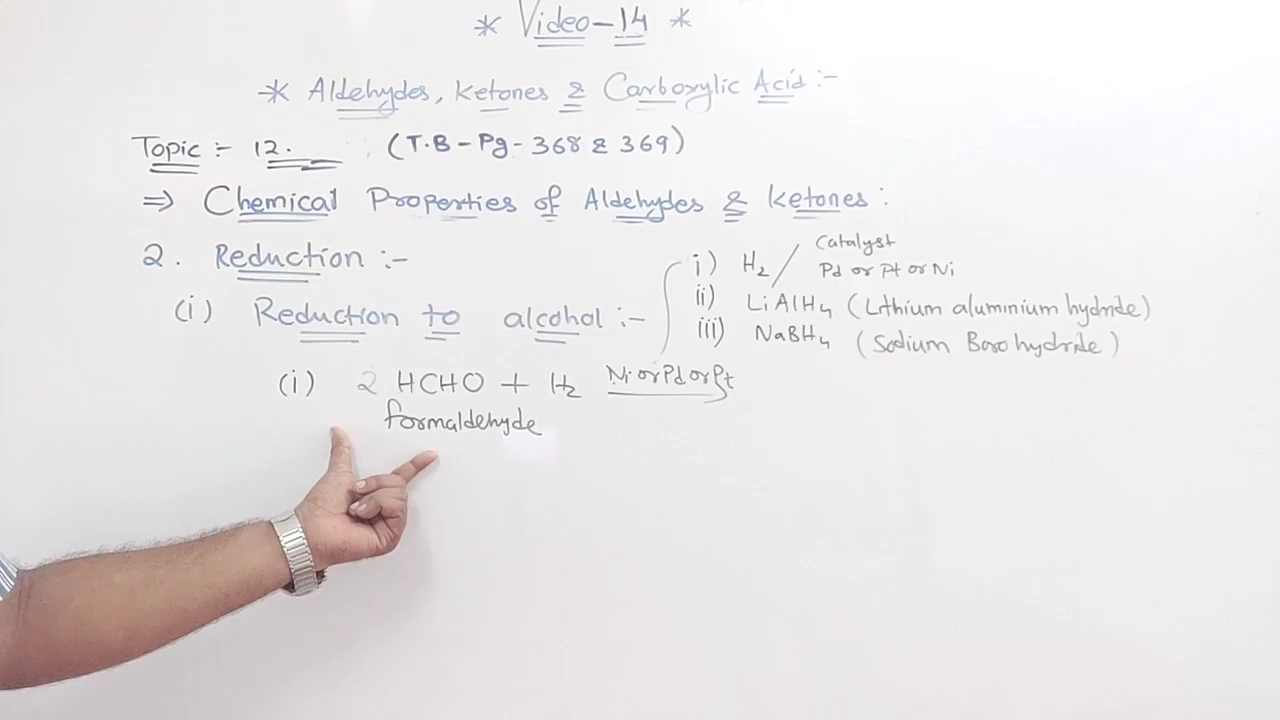 * Video-14 *
* Aldehydes, Ketones & Carboxylic Acid:-
Topic :- 12. (T.B-Pg-368 & 369)
⇒ Chemical Properties of Aldehydes & Ketones:
2. Reduction :-
(i) Reduction to alcohol :-
i) H₂ / Catalyst Pd or Pt or Ni
ii) LiAlH₄ (Lithium aluminium hydride)
iii) NaBH₄ (Sodium Boro hydride)
(i) 2 HCHO + H₂ Ni or Pd or Pt
formaldehyde